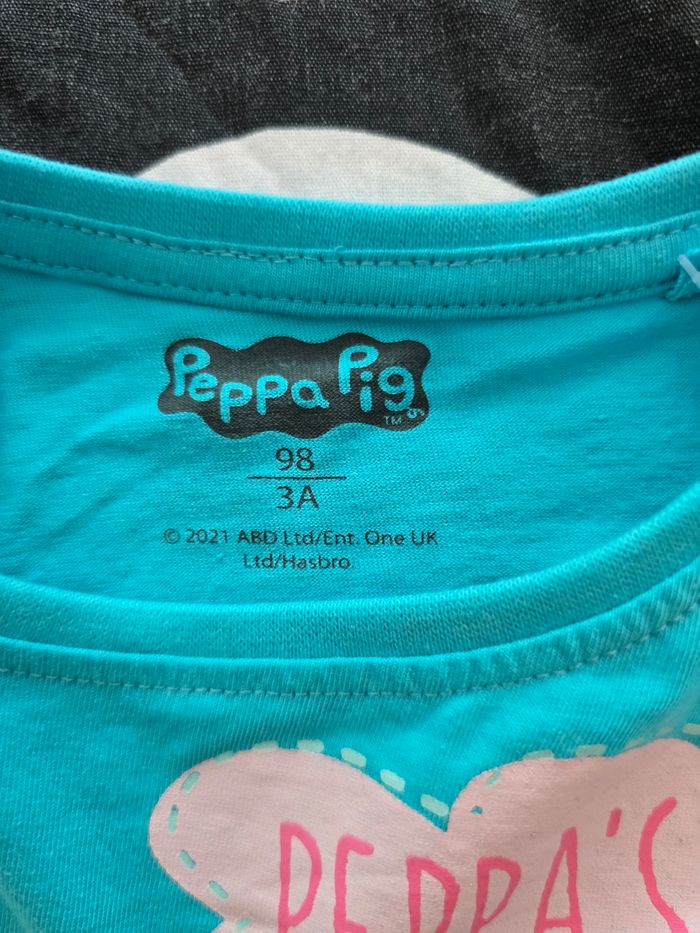 Peppa Pig
TM
98
3A
© 2021 ABD Ltd/Ent. One UK
Ltd/Hasbro
PEPPA'S